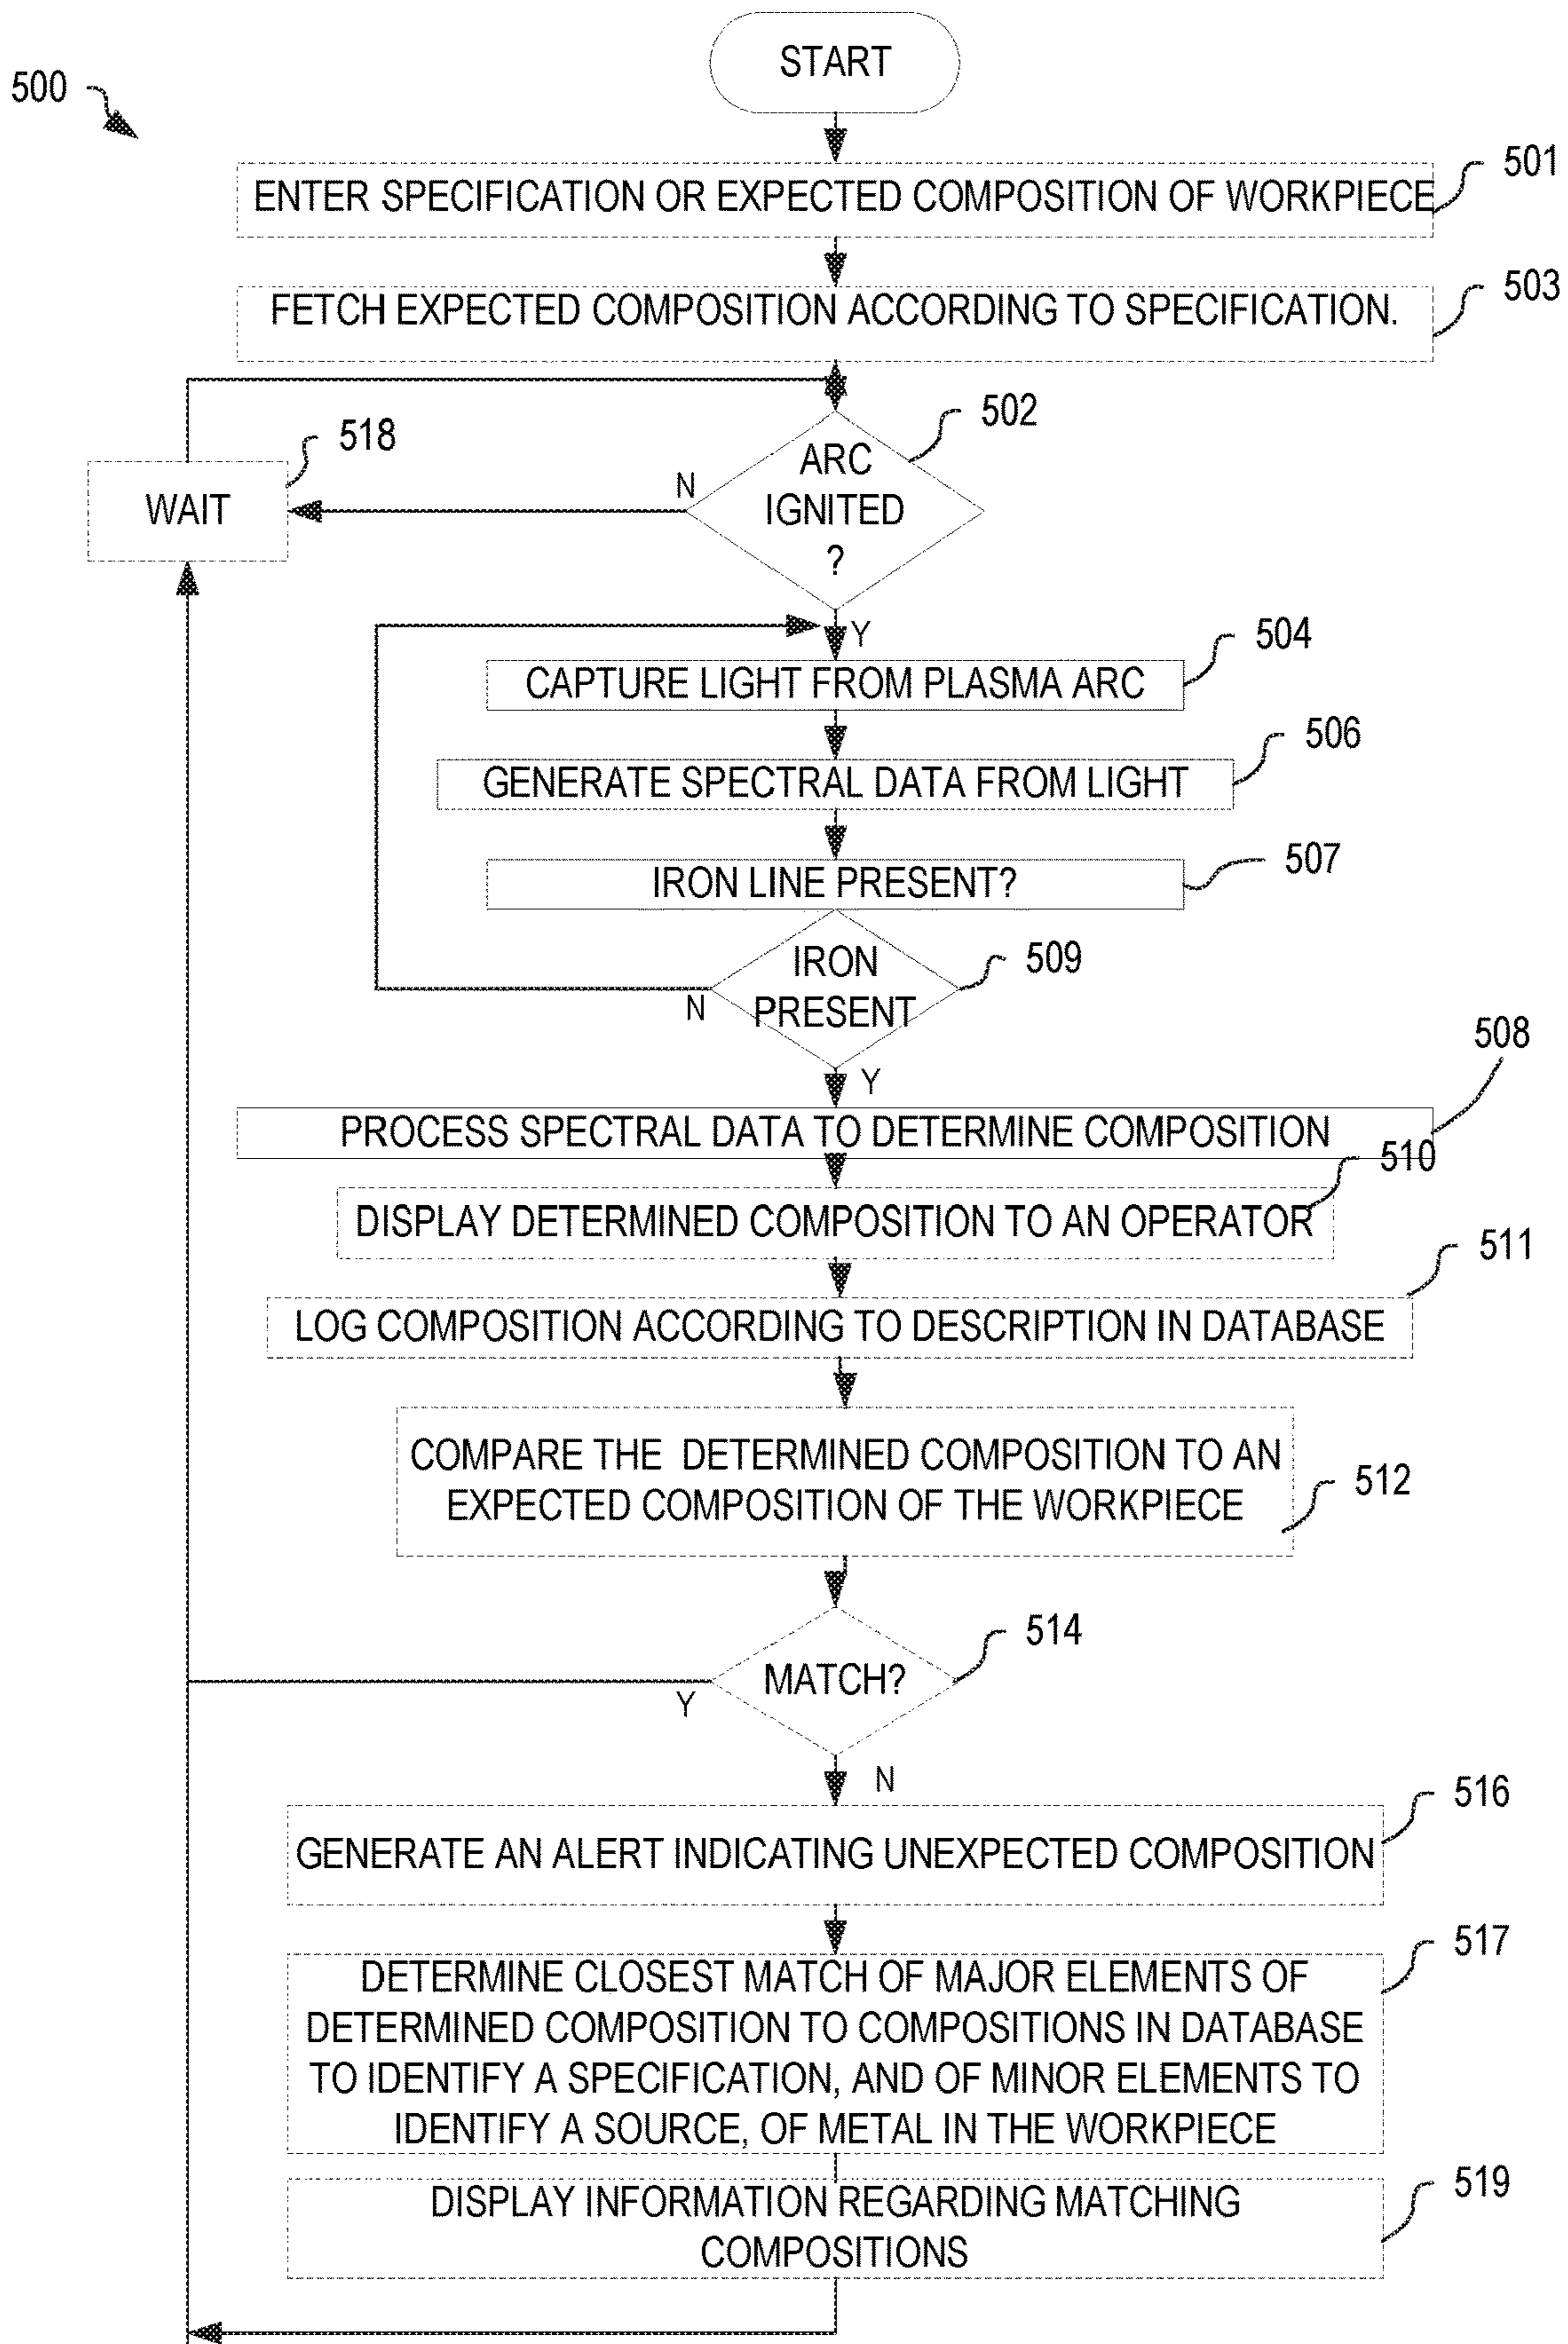 START
500
501
ENTER SPECIFICATION OR EXPECTED COMPOSITION OF WORKPIECE
503
FETCH EXPECTED COMPOSITION ACCORDING TO SPECIFICATION.
502
518
ARC
IGNITED
?
N
WAIT
Y
504
CAPTURE LIGHT FROM PLASMA ARC
506
GENERATE SPECTRAL DATA FROM LIGHT
507
IRON LINE PRESENT?
509
IRON
PRESENT
N
Y
508
PROCESS SPECTRAL DATA TO DETERMINE COMPOSITION
510
DISPLAY DETERMINED COMPOSITION TO AN OPERATOR
511
LOG COMPOSITION ACCORDING TO DESCRIPTION IN DATABASE
COMPARE THE DETERMINED COMPOSITION TO AN
EXPECTED COMPOSITION OF THE WORKPIECE
512
514
MATCH?
Y
N
516
GENERATE AN ALERT INDICATING UNEXPECTED COMPOSITION
517
DETERMINE CLOSEST MATCH OF MAJOR ELEMENTS OF
DETERMINED COMPOSITION TO COMPOSITIONS IN DATABASE
TO IDENTIFY A SPECIFICATION, AND OF MINOR ELEMENTS TO
IDENTIFY A SOURCE, OF METAL IN THE WORKPIECE
519
DISPLAY INFORMATION REGARDING MATCHING
COMPOSITIONS